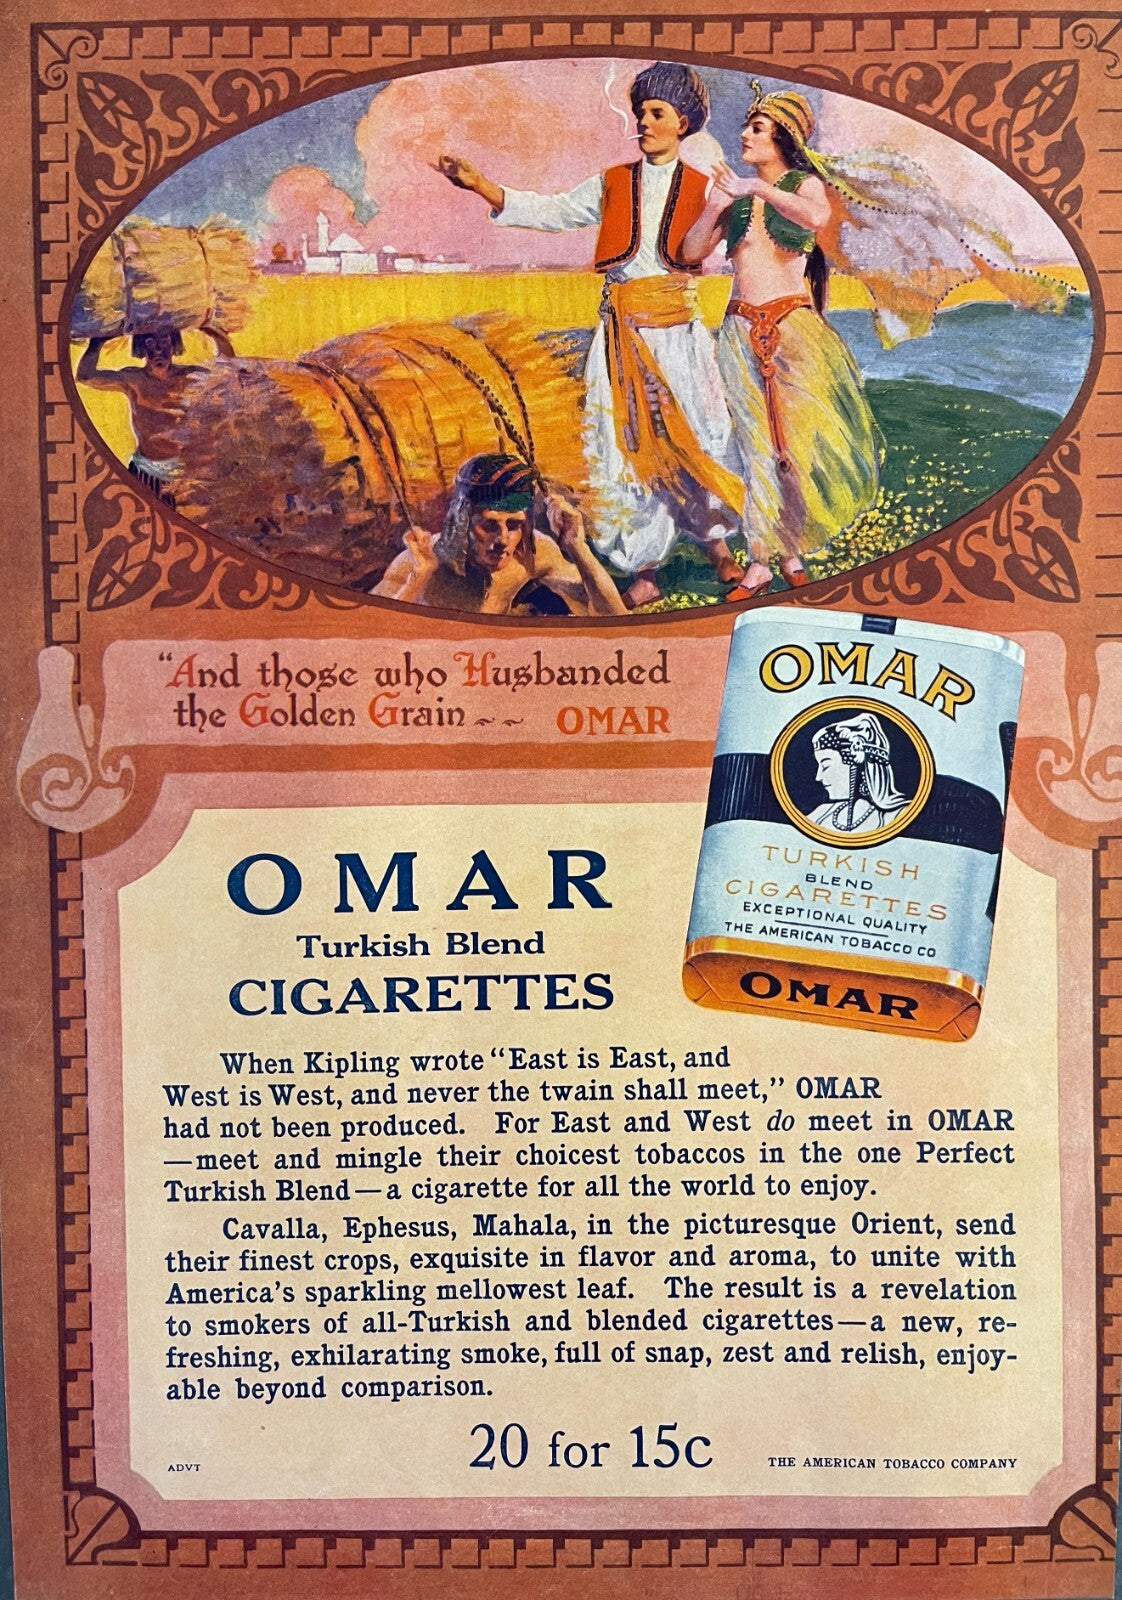 “And those who Husbanded
the Golden Grain~~ OMAR
OMAR
TURKISH
BLEND
CIGARETTES
EXCEPTIONAL QUALITY
THE AMERICAN TOBACCO CO
OMAR
OMAR
Turkish Blend
CIGARETTES
When Kipling wrote “East is East, and
West is West, and never the twain shall meet,” OMAR
had not been produced. For East and West do meet in OMAR
—meet and mingle their choicest tobaccos in the one Perfect
Turkish Blend—a cigarette for all the world to enjoy.
Cavalla, Ephesus, Mahala, in the picturesque Orient, send
their finest crops, exquisite in flavor and aroma, to unite with
America’s sparkling mellowest leaf. The result is a revelation
to smokers of all-Turkish and blended cigarettes—a new, re-
freshing, exhilarating smoke, full of snap, zest and relish, enjoy-
able beyond comparison.
20 for 15c
ADVT THE AMERICAN TOBACCO COMPANY